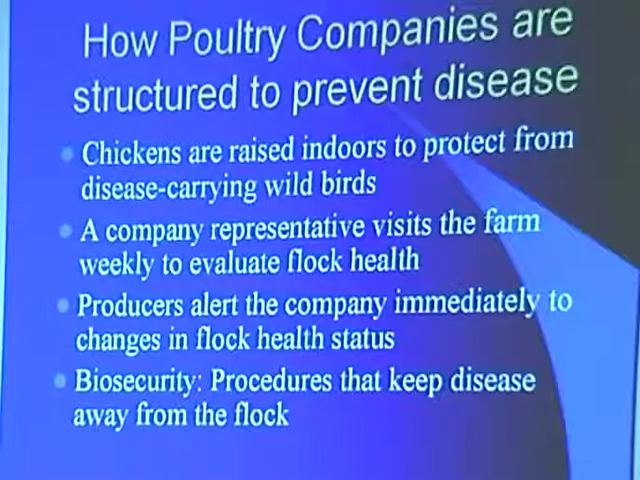 How Poultry Companies are
structured to prevent disease
Chickens are raised indoors to protect from
disease-carrying wild birds
A company representative visits the farm
weekly to evaluate flock health
Producers alert the company immediately to
changes in flock health status
Biosecurity: Procedures that keep disease
away from the flock